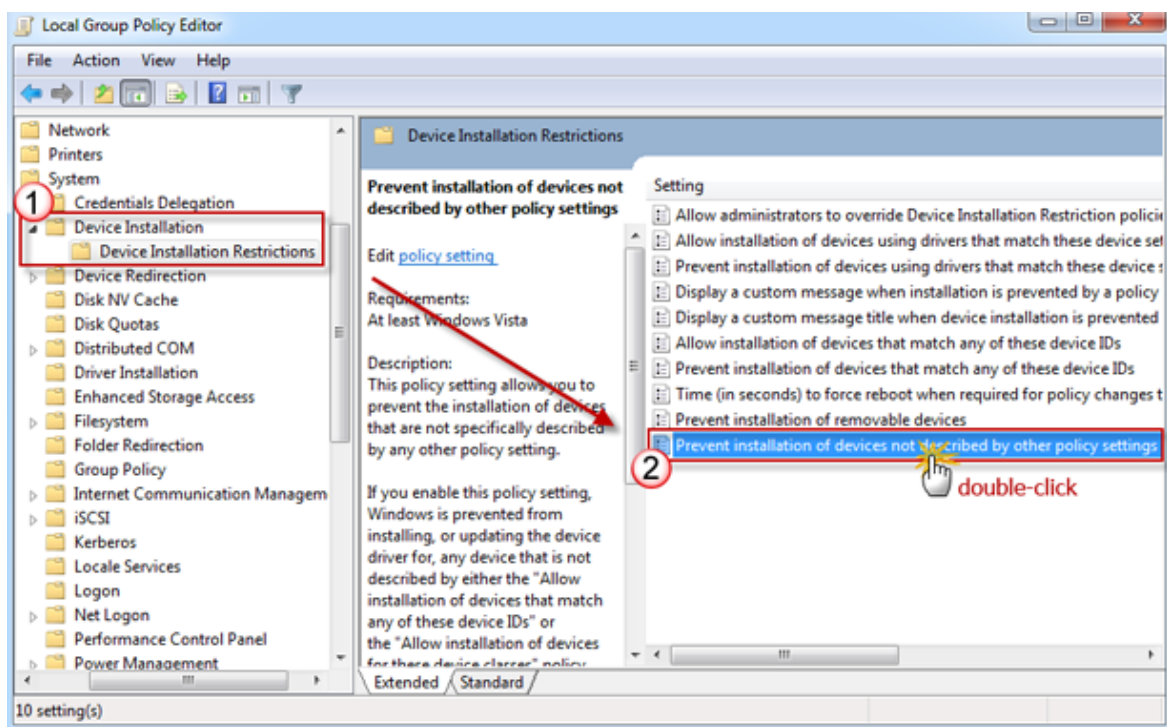 Local Group Policy Editor
File Action View Help
Network
Printers
System
1
Credentials Delegation
Device Installation
Device Installation Restrictions
Device Redirection
Disk NV Cache
Disk Quotas
Distributed COM
Driver Installation
Enhanced Storage Access
Filesystem
Folder Redirection
Group Policy
Internet Communication Managem
iSCSI
Kerberos
Locale Services
Logon
Net Logon
Performance Control Panel
Power Management
Device Installation Restrictions
Prevent installation of devices not
described by other policy settings
Edit policy setting
Requirements:
At least Windows Vista
Description:
This policy setting allows you to
prevent the installation of devices
that are not specifically described
by any other policy setting.
If you enable this policy setting,
Windows is prevented from
installing, or updating the device
driver for, any device that is not
described by either the "Allow
installation of devices that match
any of these device IDs" or
the "Allow installation of devices
for these device classes" policy
Setting
Allow administrators to override Device Installation Restriction policie
Allow installation of devices using drivers that match these device set
Prevent installation of devices using drivers that match these device s
Display a custom message when installation is prevented by a policy
Display a custom message title when device installation is prevented
Allow installation of devices that match any of these device IDs
Prevent installation of devices that match any of these device IDs
Time (in seconds) to force reboot when required for policy changes t
Prevent installation of removable devices
Prevent installation of devices not described by other policy settings
2
double-click
Extended Standard
10 setting(s)